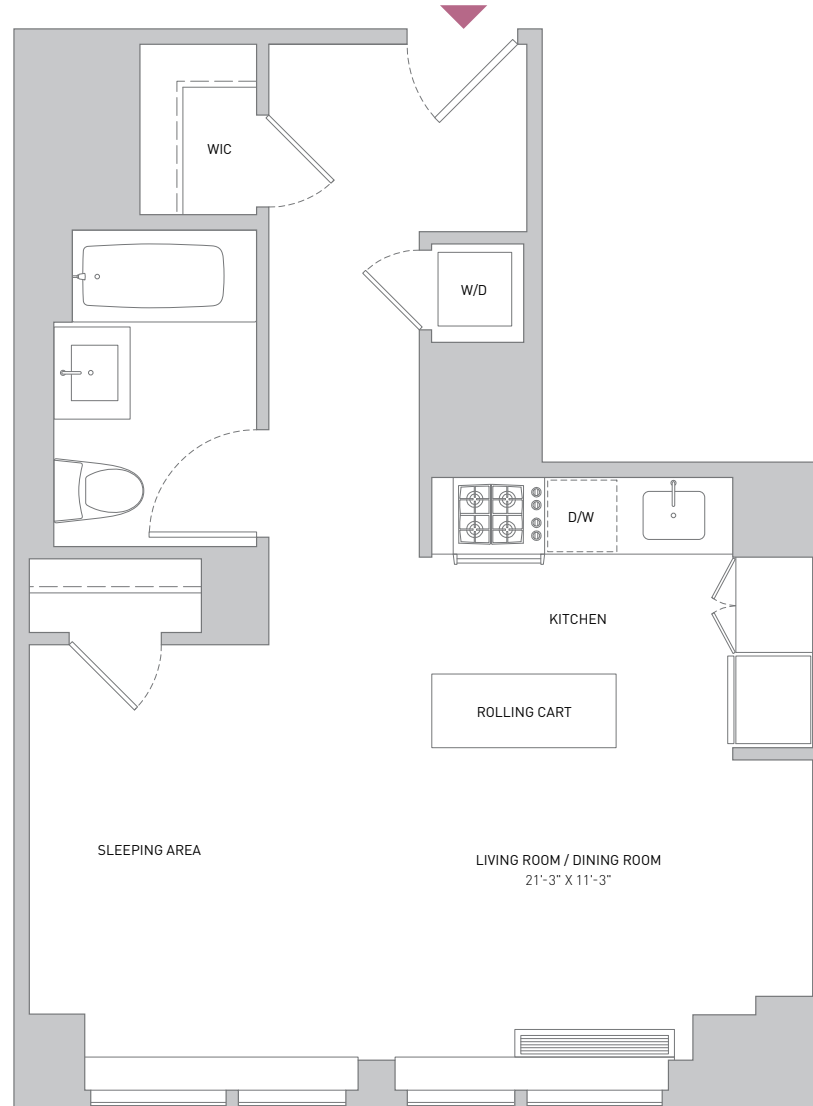 WIC
W/D
D/W
KITCHEN
ROLLING CART
SLEEPING AREA
LIVING ROOM / DINING ROOM
21'-3" X 11'-3"